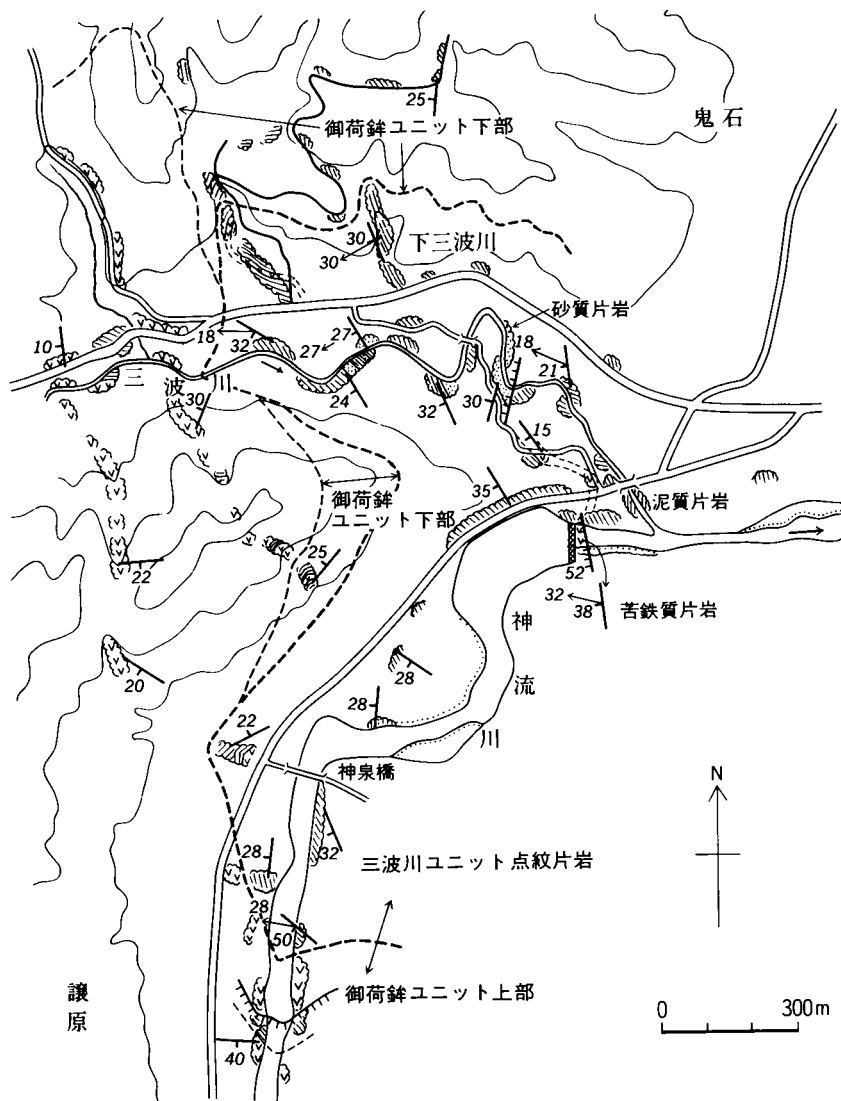 25
御荷鉾ユニット下部
鬼石
30
30
下三波川
砂質片岩
10
18
32
27
27
18
21
三波川
30
24
32
30
15
御荷鉾
ユニット下部
35
泥質片岩
25
22
52
32
38
苦鉄質片岩
神流川
20
28
28
22
神泉橋
N
32
28
三波川ユニット点紋片岩
28
50
譲原
御荷鉾ユニット上部
0 300m
40